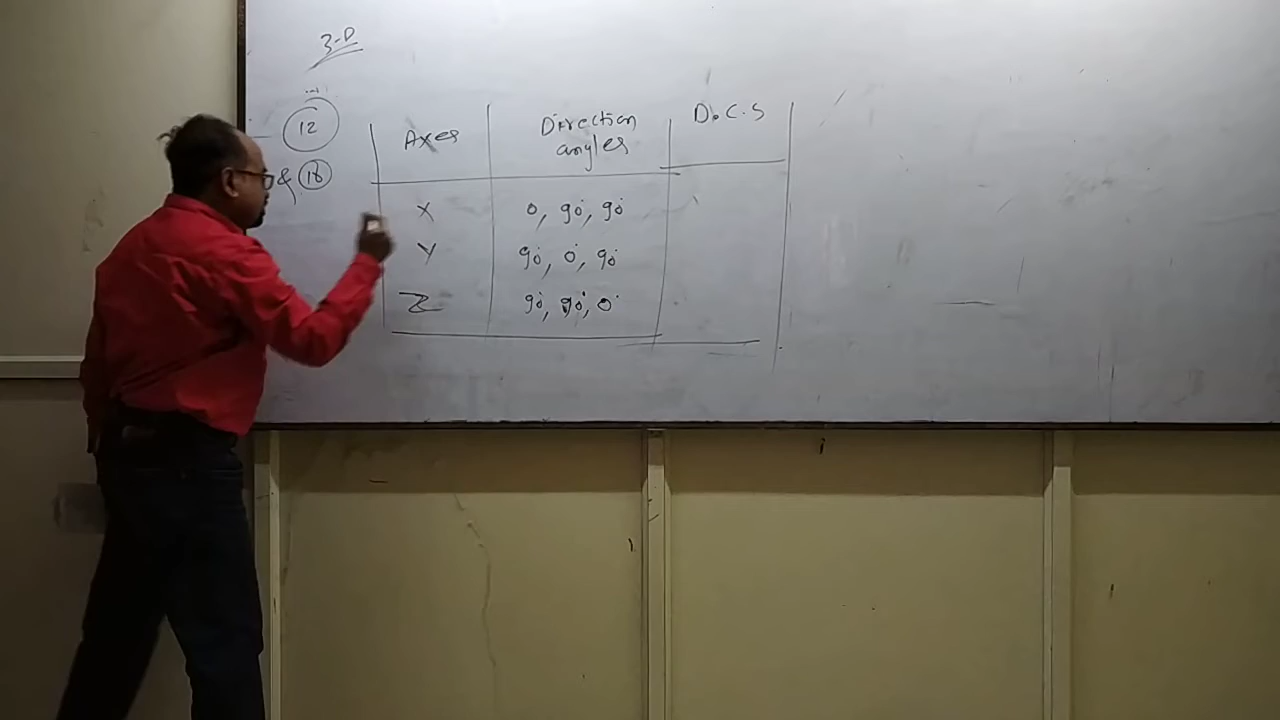 3-D
12
& 18
Axes Direction angles D.C.S
X 0, 90°, 90°
Y 90°, 0°, 90°
Z 90°, 90°, 0°